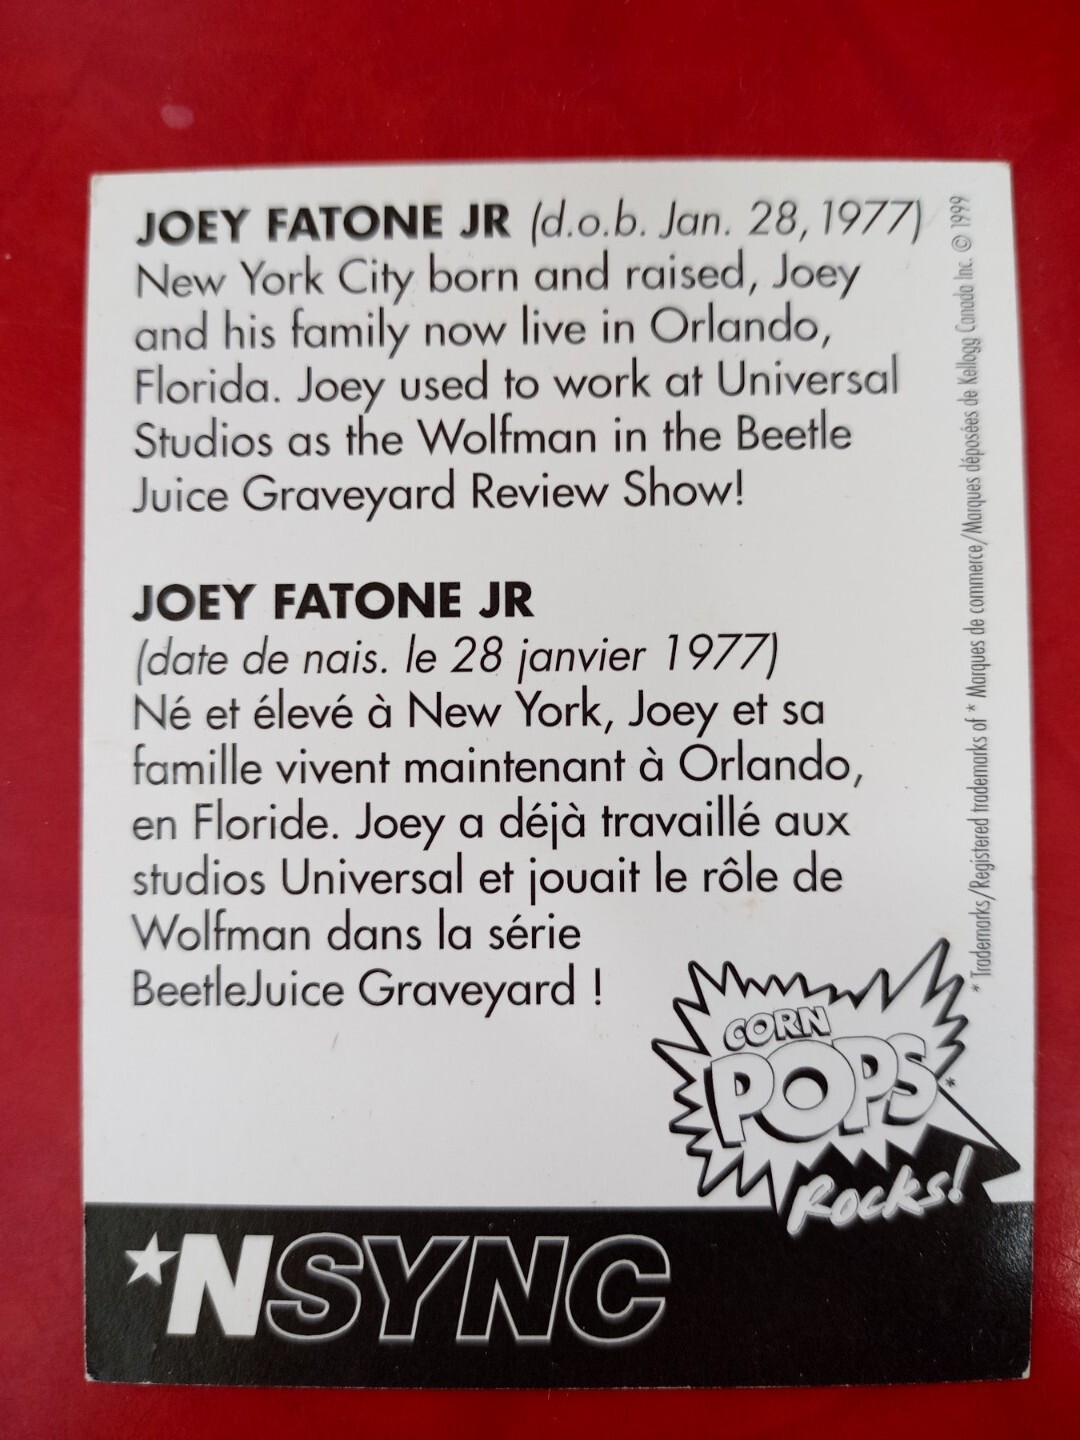 JOEY FATONE JR (d.o.b. Jan. 28, 1977)
New York City born and raised, Joey
and his family now live in Orlando,
Florida. Joey used to work at Universal
Studios as the Wolfman in the Beetle
Juice Graveyard Review Show!
JOEY FATONE JR
(date de nais. le 28 janvier 1977)
Né et élevé à New York, Joey et sa
famille vivent maintenant à Orlando,
en Floride. Joey a déjà travaillé aux
studios Universal et jouait le rôle de
Wolfman dans la série
BeetleJuice Graveyard !
* Trademarks/Registered trademarks of * Marques de commerce/Marques déposées de Kellogg Canada Inc. © 1999
CORN
POPS*
Rocks!
*NSYNC